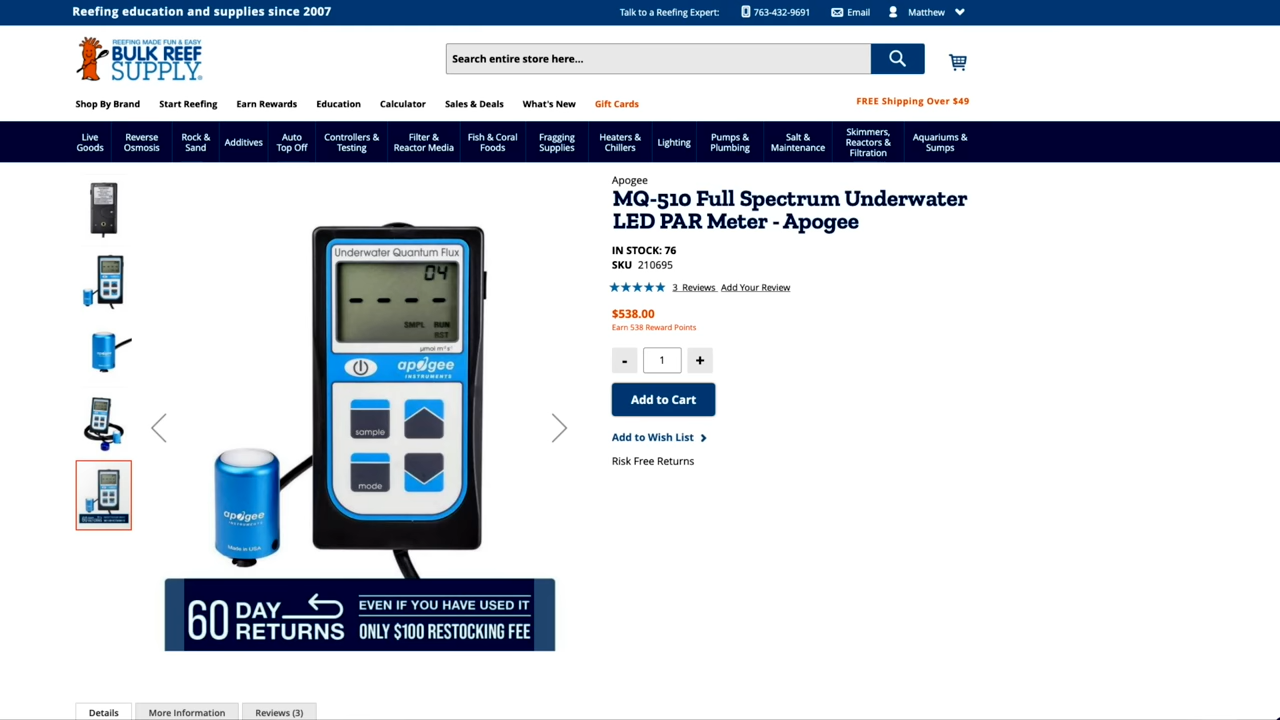 Reefing education and supplies since 2007
Talk to a Reefing Expert:
763-432-9691
Email
Matthew
REEFING MADE FUN & EASY
BULK REEF
SUPPLY
Search entire store here...
Shop By Brand
Start Reefing
Earn Rewards
Education
Calculator
Sales & Deals
What's New
Gift Cards
FREE Shipping Over $49
Live
Goods
Reverse
Osmosis
Rock &
Sand
Additives
Auto
Top Off
Controllers &
Testing
Filter &
Reactor Media
Fish & Coral
Foods
Fragging
Supplies
Heaters &
Chillers
Lighting
Pumps &
Plumbing
Salt &
Maintenance
Skimmers,
Reactors &
Filtration
Aquariums &
Sumps
Apogee
MQ-510 Full Spectrum Underwater
LED PAR Meter - Apogee
IN STOCK: 76
SKU 210695
3 Reviews Add Your Review
$538.00
Earn 538 Reward Points
- 1 +
Add to Cart
Add to Wish List
Risk Free Returns
Underwater Quantum Flux
04
- - - -
SMPL RUN
RST
μmol m⁻² s⁻¹
apogee
INSTRUMENTS
sample
mode
apogee
INSTRUMENTS
Made in USA
60 DAY
RETURNS
EVEN IF YOU HAVE USED IT
ONLY $100 RESTOCKING FEE
Details
More Information
Reviews (3)